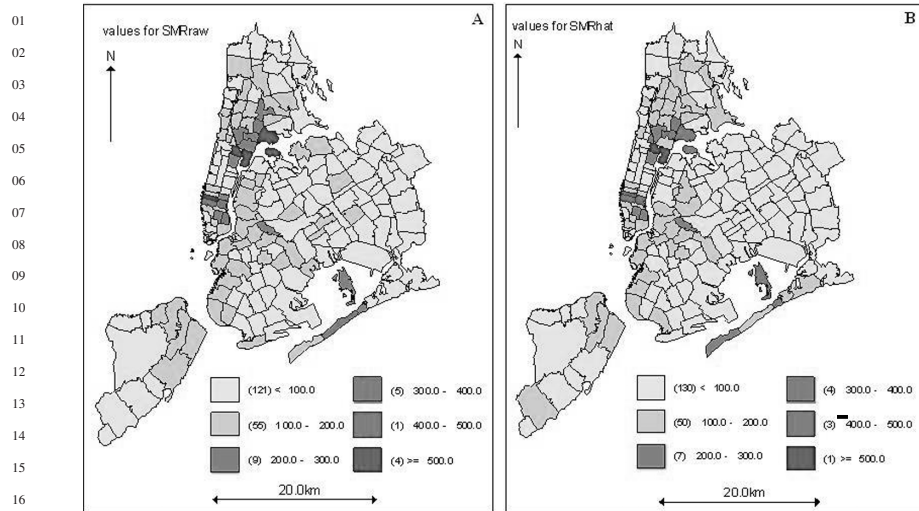 01
02
03
04
05
06
07
08
09
10
11
12
13
14
15
16
A
values for SMRraw
N
(121) < 100.0
(55) 100.0 - 200.0
(9) 200.0 - 300.0
(5) 300.0 - 400.0
(1) 400.0 - 500.0
(4) >= 500.0
20.0km
B
values for SMRhat
N
(130) < 100.0
(50) 100.0 - 200.0
(7) 200.0 - 300.0
(4) 300.0 - 400.0
(3) 400.0 - 500.0
(1) >= 500.0
20.0km